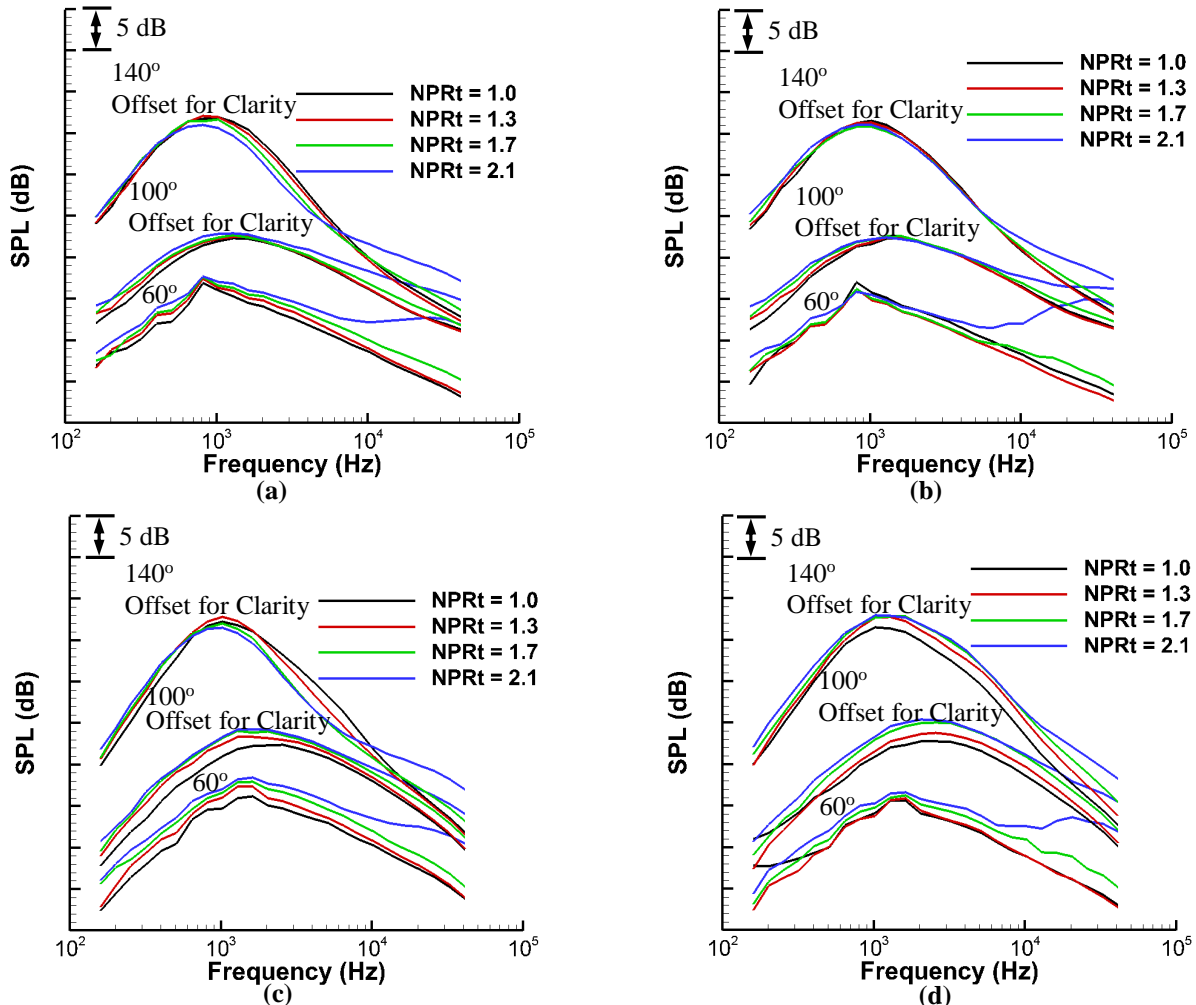 5 dB
140°
Offset for Clarity
NPRt = 1.0
NPRt = 1.3
NPRt = 1.7
NPRt = 2.1
100°
Offset for Clarity
60°
SPL (dB)
10² 10³ 10⁴ 10⁵
Frequency (Hz)
(a)
5 dB
140°
Offset for Clarity
NPRt = 1.0
NPRt = 1.3
NPRt = 1.7
NPRt = 2.1
100°
Offset for Clarity
60°
SPL (dB)
10² 10³ 10⁴ 10⁵
Frequency (Hz)
(b)
5 dB
140°
Offset for Clarity
NPRt = 1.0
NPRt = 1.3
NPRt = 1.7
NPRt = 2.1
100°
Offset for Clarity
60°
SPL (dB)
10² 10³ 10⁴ 10⁵
Frequency (Hz)
(c)
5 dB
140°
Offset for Clarity
NPRt = 1.0
NPRt = 1.3
NPRt = 1.7
NPRt = 2.1
100°
Offset for Clarity
60°
SPL (dB)
10² 10³ 10⁴ 10⁵
Frequency (Hz)
(d)